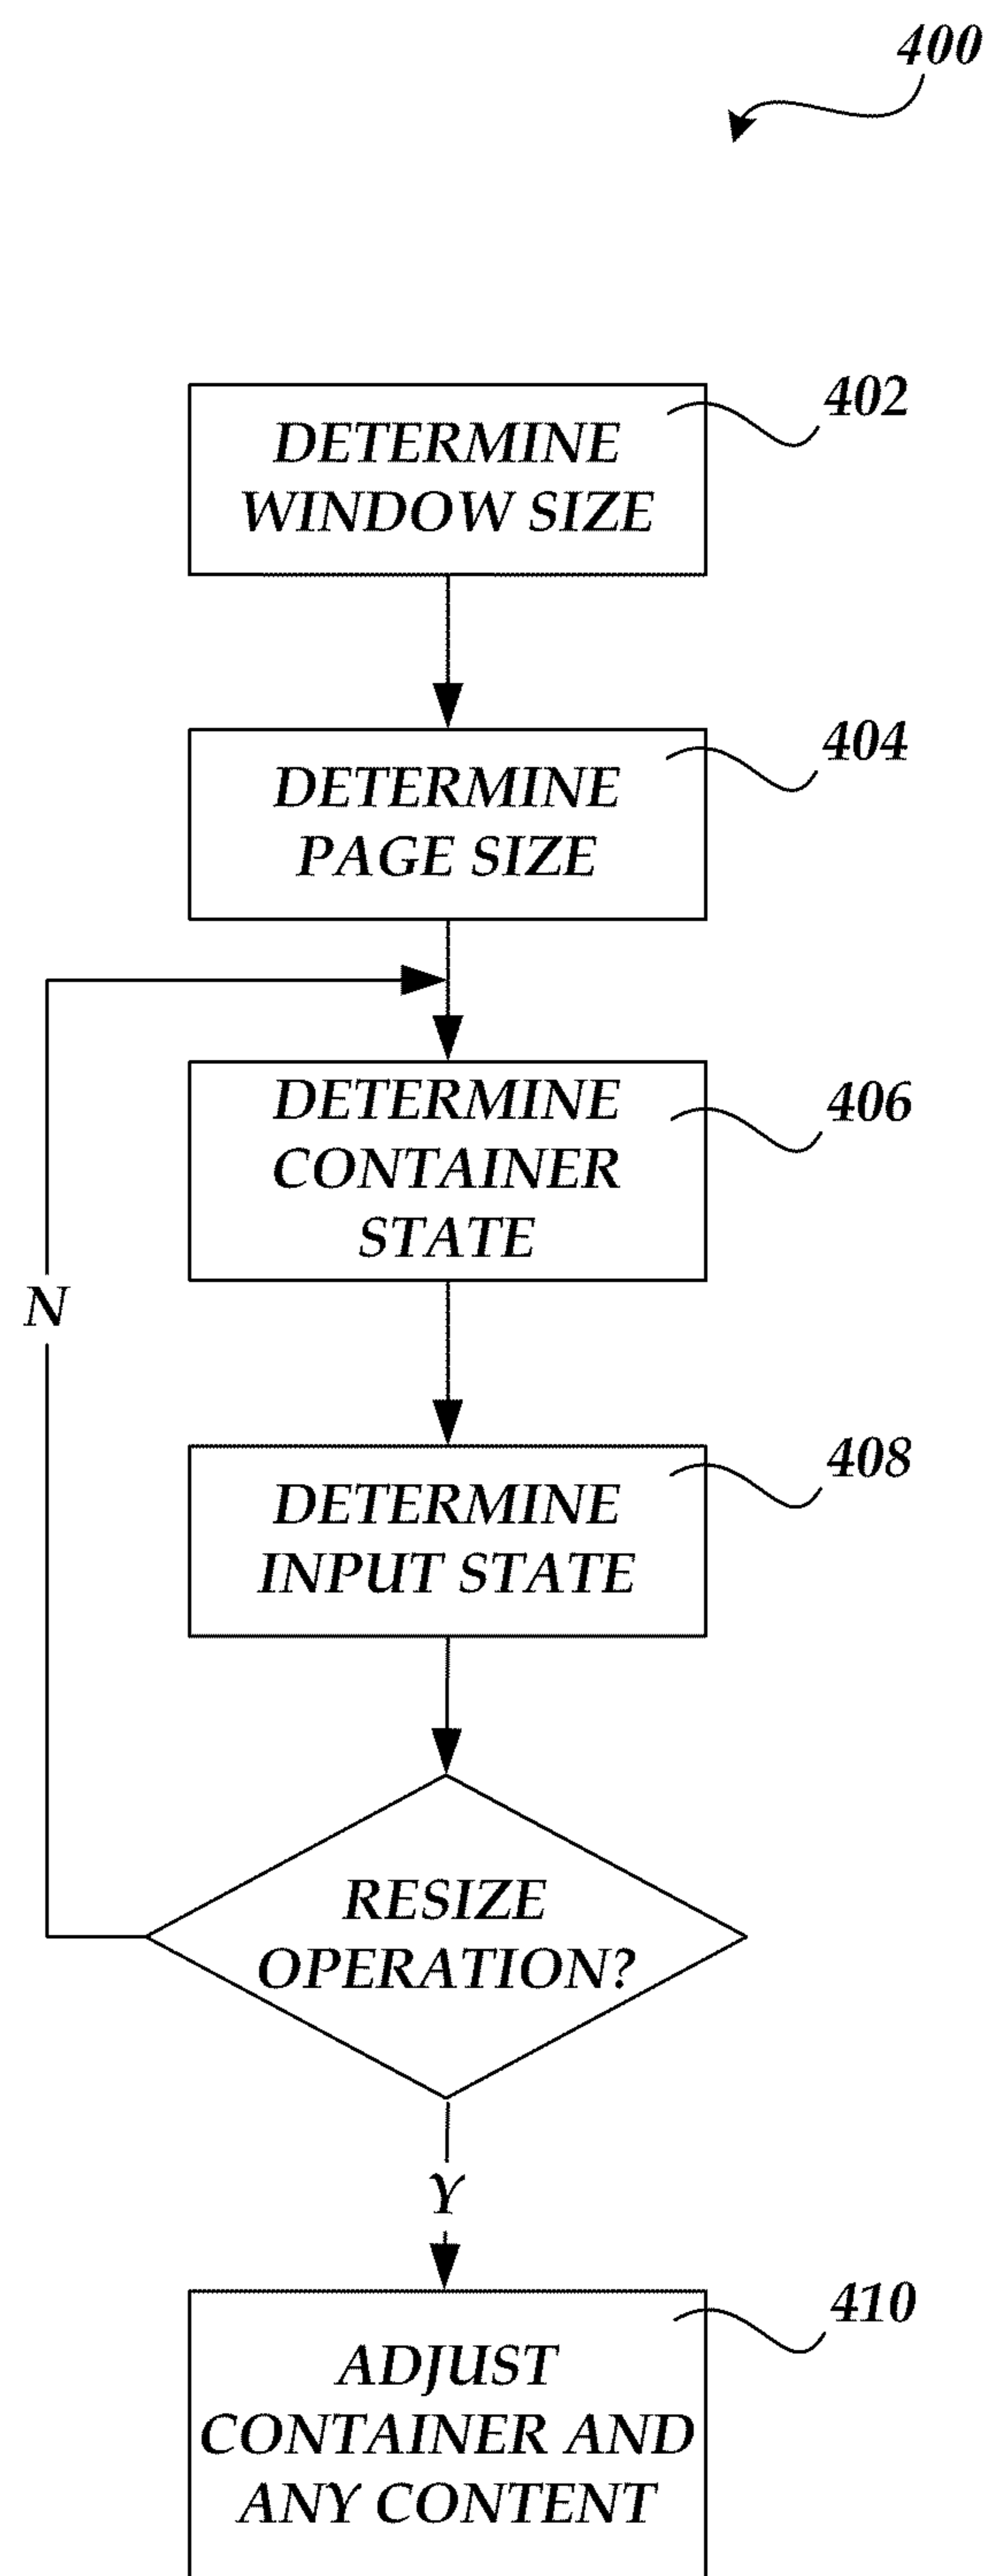 400
402
DETERMINE
WINDOW SIZE
404
DETERMINE
PAGE SIZE
406
DETERMINE
CONTAINER
STATE
N
408
DETERMINE
INPUT STATE
RESIZE
OPERATION?
Y
410
ADJUST
CONTAINER AND
ANY CONTENT